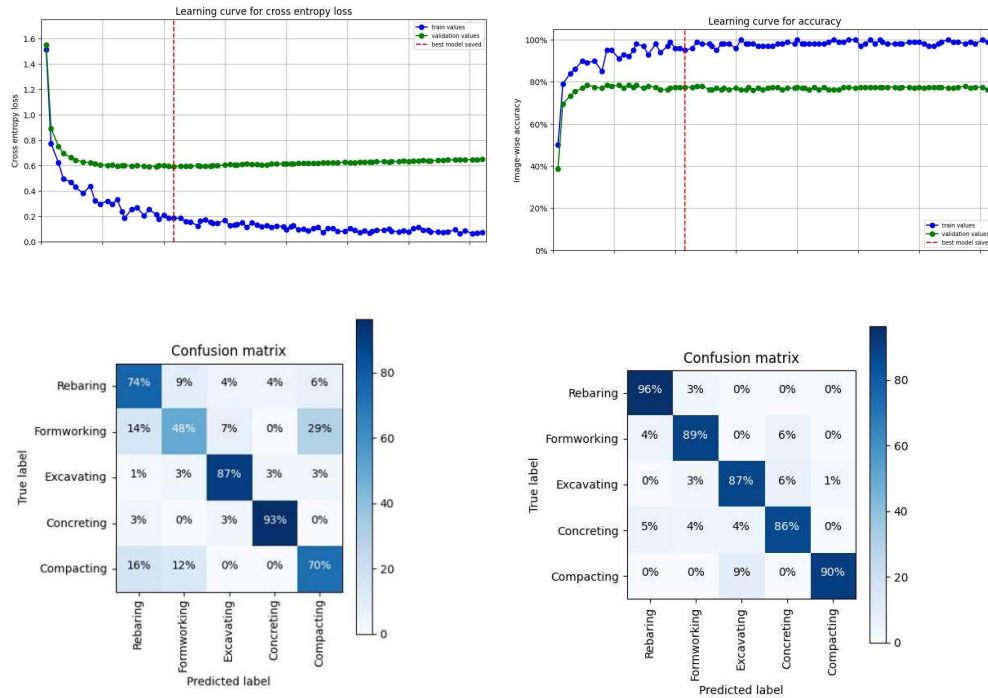 Learning curve for cross entropy loss
train values
validation values
best model saved
Cross entropy loss
1.6
1.4
1.2
1.0
0.8
0.6
0.4
0.2
0.0
Learning curve for accuracy
Image-wise accuracy
100%
80%
60%
40%
20%
0%
train values
validation values
best model saved
Confusion matrix
True label
Rebaring 74% 9% 4% 4% 6%
Formworking 14% 48% 7% 0% 29%
Excavating 1% 3% 87% 3% 3%
Concreting 3% 0% 3% 93% 0%
Compacting 16% 12% 0% 0% 70%
Rebaring Formworking Excavating Concreting Compacting
Predicted label
80
60
40
20
0
Confusion matrix
True label
Rebaring 96% 3% 0% 0% 0%
Formworking 4% 89% 0% 6% 0%
Excavating 0% 3% 87% 6% 1%
Concreting 5% 4% 4% 86% 0%
Compacting 0% 0% 9% 0% 90%
Rebaring Formworking Excavating Concreting Compacting
Predicted label
80
60
40
20
0